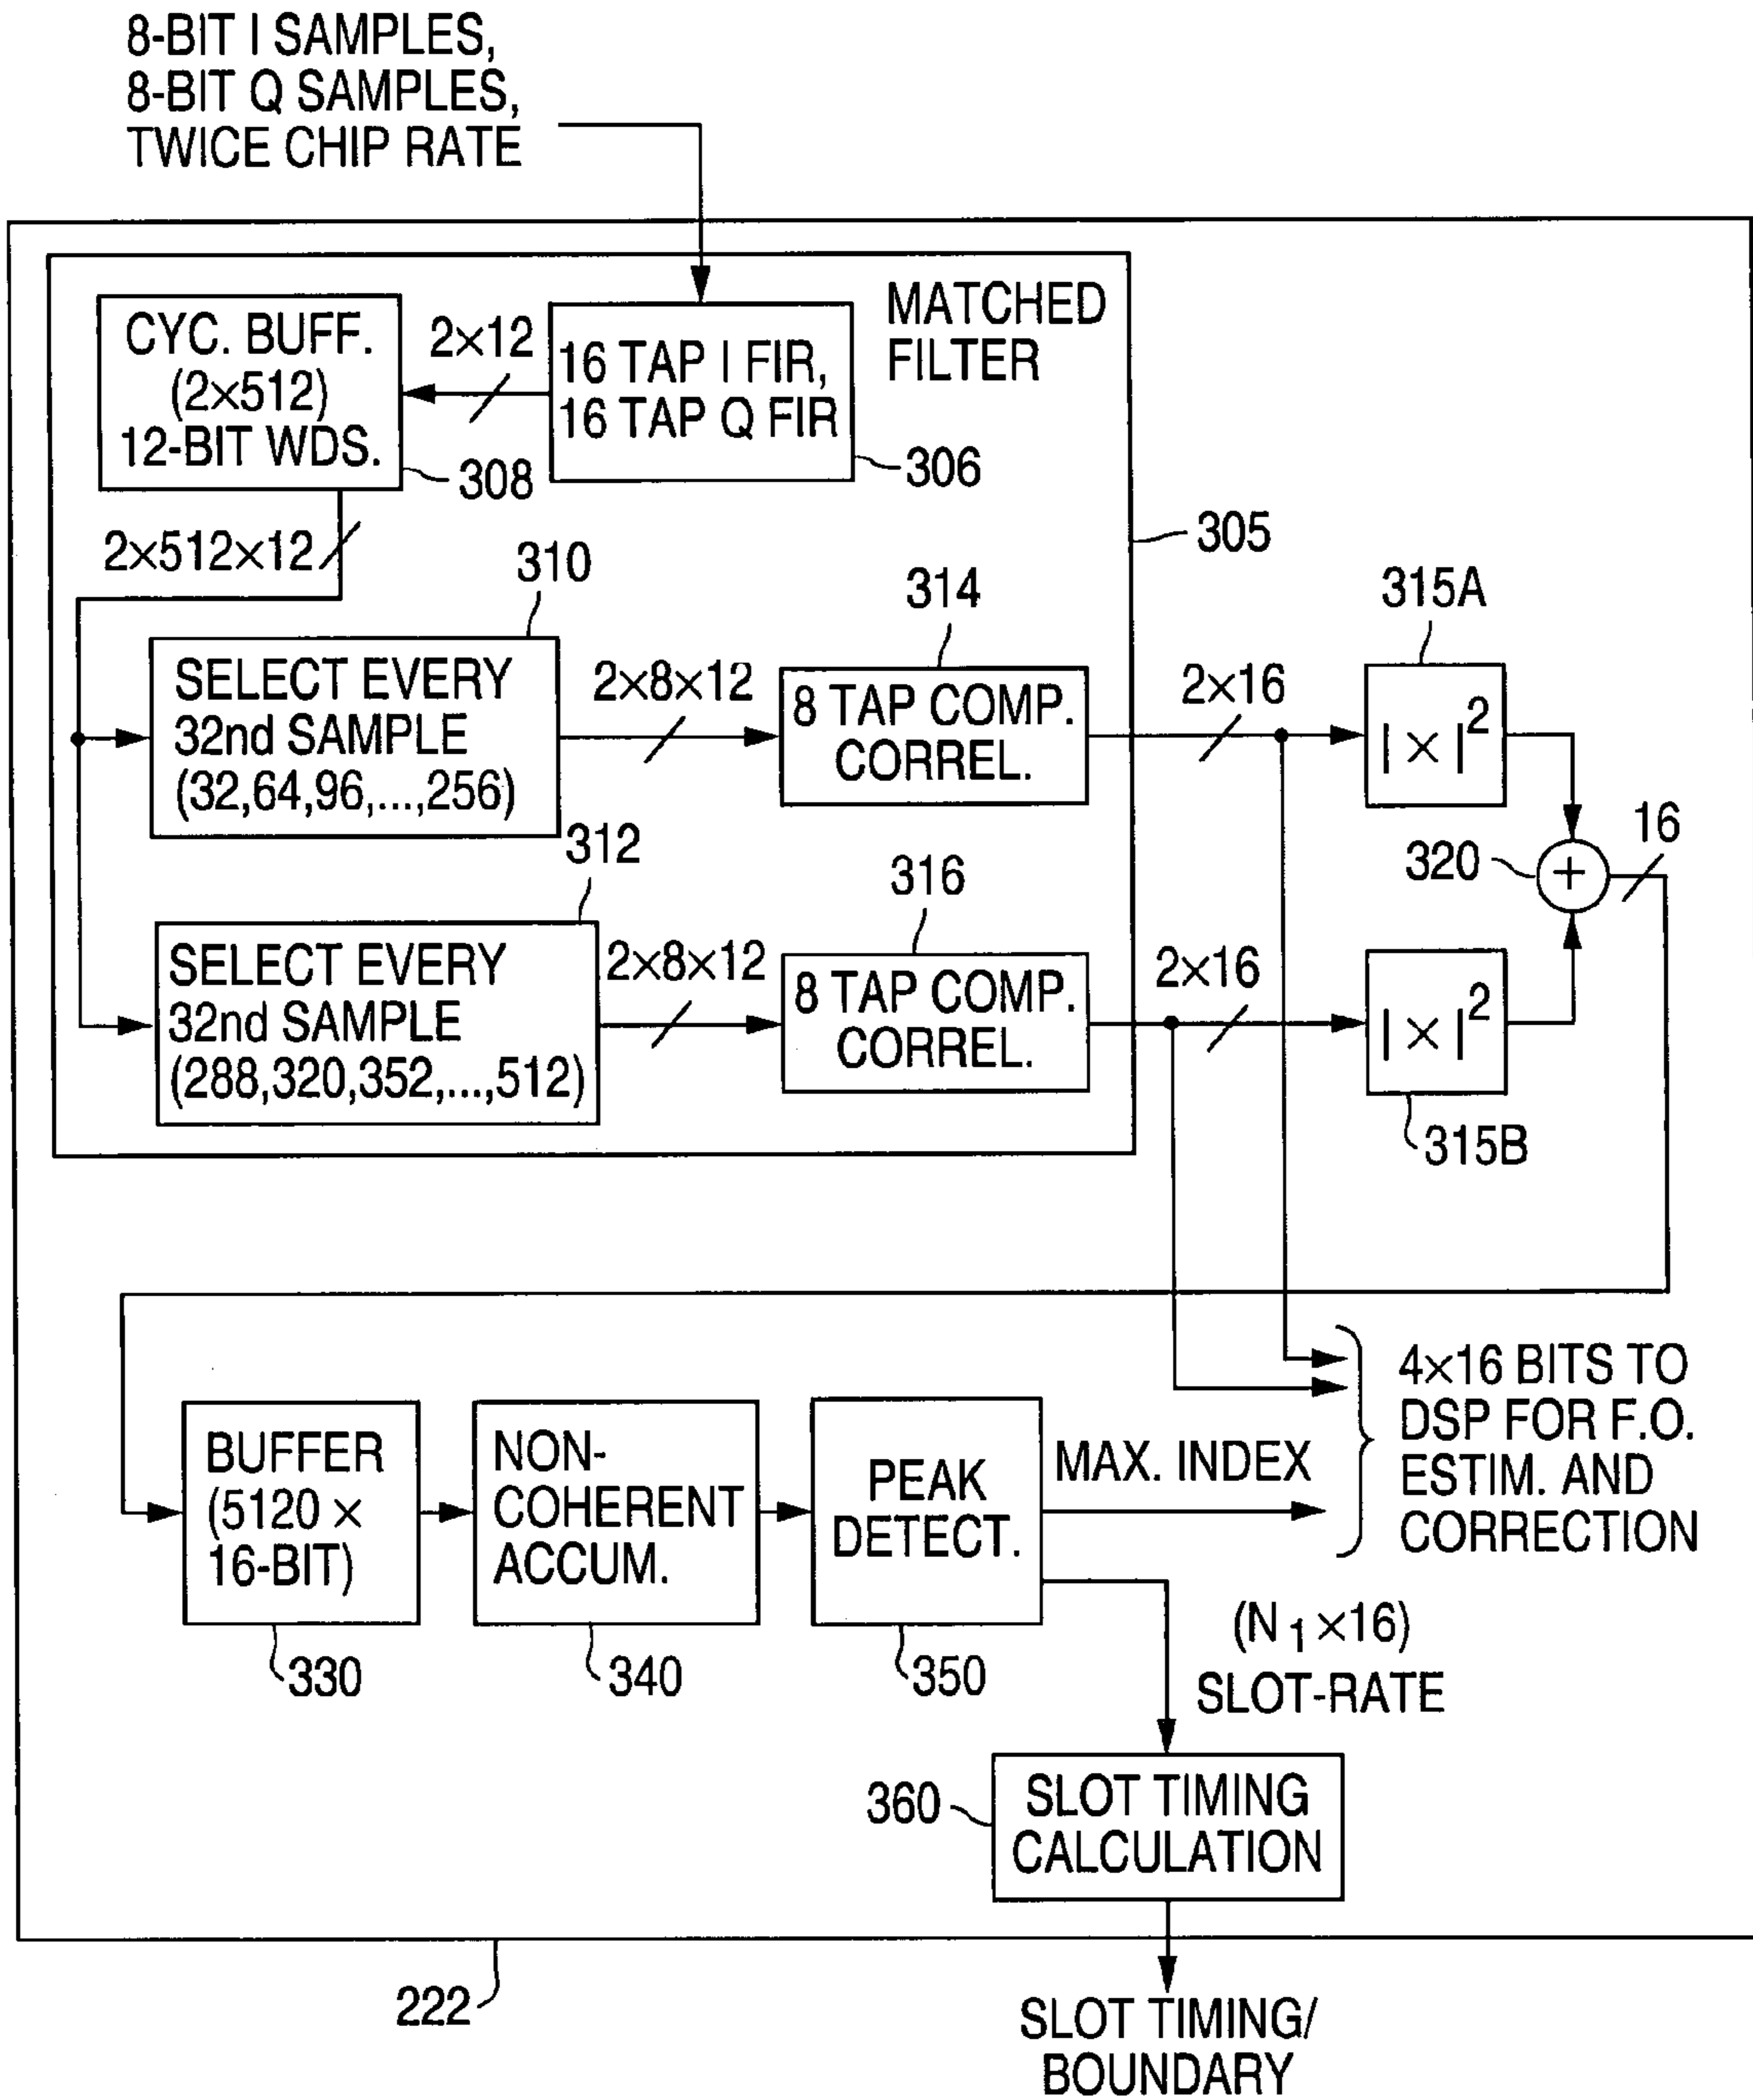 8-BIT I SAMPLES,
8-BIT Q SAMPLES,
TWICE CHIP RATE
MATCHED
FILTER
CYC. BUFF.
(2×512)
12-BIT WDS.
2×12
16 TAP I FIR,
16 TAP Q FIR
308
306
305
2×512×12
310
SELECT EVERY
32nd SAMPLE
(32,64,96,...,256)
2×8×12
314
8 TAP COMP.
CORREL.
2×16
315A
|×|²
312
SELECT EVERY
32nd SAMPLE
(288,320,352,...,512)
2×8×12
316
8 TAP COMP.
CORREL.
2×16
|×|²
315B
320
+
16
BUFFER
(5120 ×
16-BIT)
330
NON-
COHERENT
ACCUM.
340
PEAK
DETECT.
350
MAX. INDEX
4×16 BITS TO
DSP FOR F.O.
ESTIM. AND
CORRECTION
(N₁×16)
SLOT-RATE
360
SLOT TIMING
CALCULATION
222
SLOT TIMING/
BOUNDARY